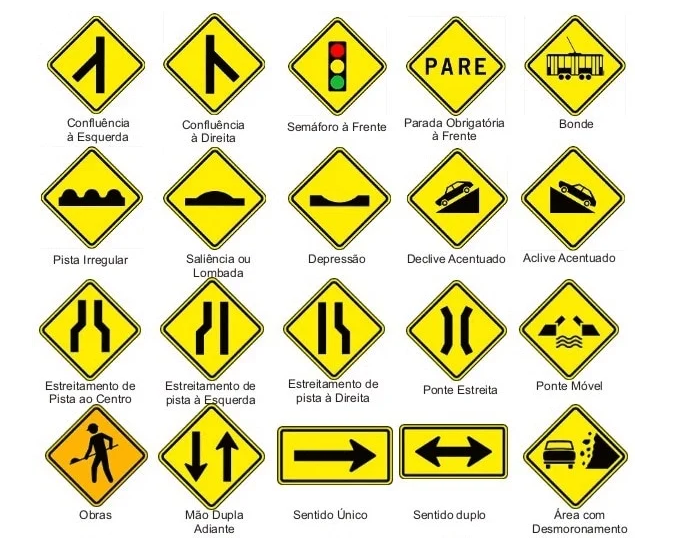 PARE
Confluência
à Esquerda
Confluência
à Direita
Semáforo à Frente
Parada Obrigatória
à Frente
Bonde
Pista Irregular
Saliência ou
Lombada
Depressão
Declive Acentuado
Aclive Acentuado
Estreitamento de
Pista ao Centro
Estreitamento de
pista à Esquerda
Estreitamento de
pista à Direita
Ponte Estreita
Ponte Móvel
Obras
Mão Dupla
Adiante
Sentido Único
Sentido duplo
Área com
Desmoronamento